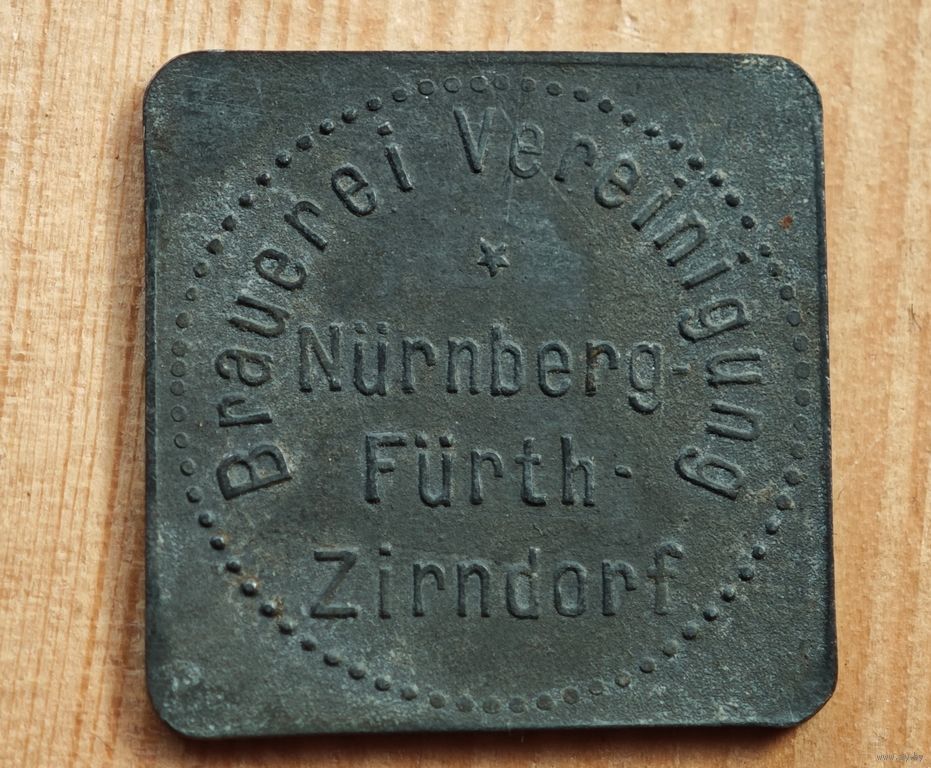 Brauerei Vereinigung
Nürnberg-
Fürth-
Zirndorf